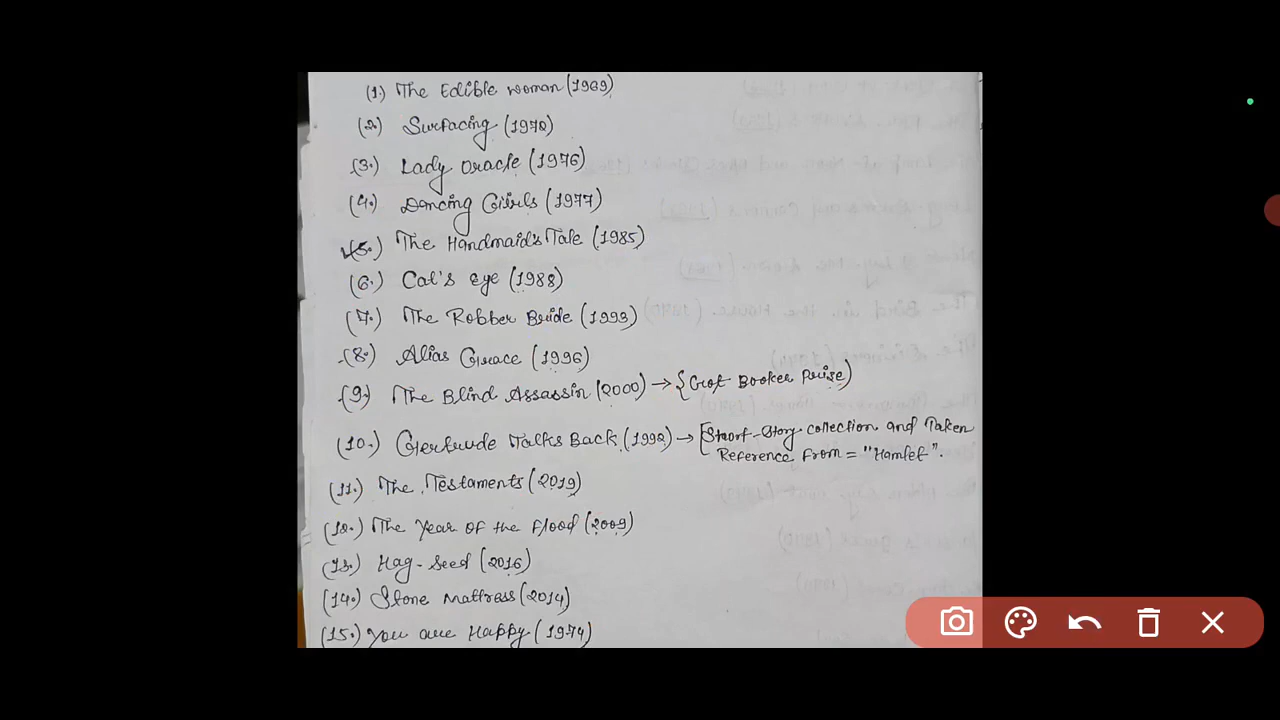 (1.) The Edible woman (1969)
(2.) Surfacing (1972)
(3.) Lady Oracle (1976)
(4.) Dancing Girls (1977)
(5.) The Handmaid's Tale (1985)
(6.) Cat's eye (1988)
(7.) The Robber Bride (1993)
(8.) Alias Grace (1996)
(9.) The Blind Assassin (2000) → {Got Booker Prize)
(10.) Gertrude Talks Back (1992) → [Short-Story collection and Taken
Reference From = "Hamlet".
(11.) The Testaments (2019)
(12.) The Year of the Flood (2009)
(13.) Hag-Seed (2016)
(14.) Stone Mattress (2014)
(15.) You are Happy (1974)